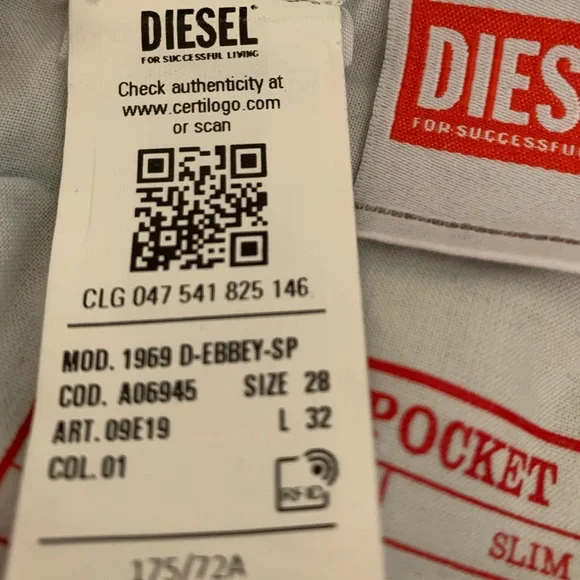 DIESEL
FOR SUCCESSFUL LIVING
Check authenticity at
www.certilogo.com
or scan
CLG 047 541 825 146
MOD. 1969 D-EBBEY-SP
COD. A06945 SIZE 28
ART. 09E19 L 32
COL. 01
RFID
175/72A
DIES
FOR SUCCESSFU
POCKET
SLIM